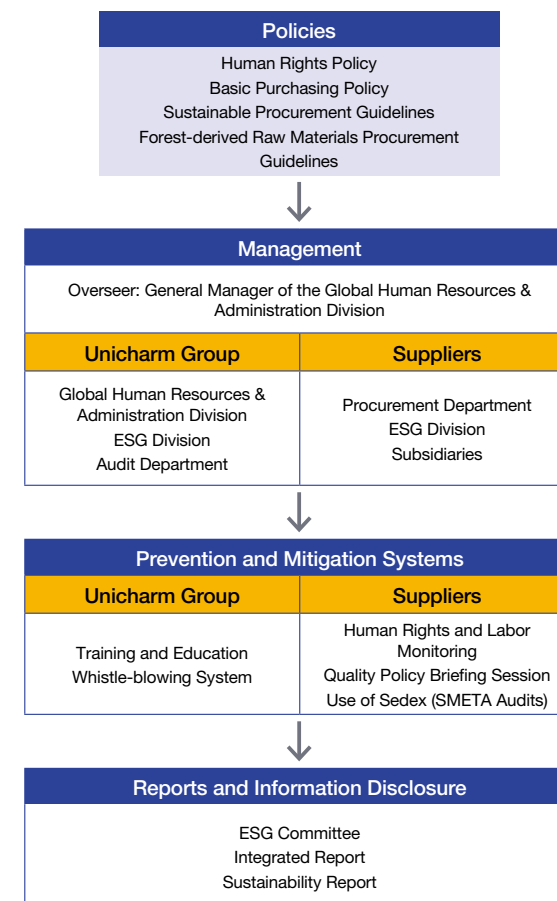 Policies
Human Rights Policy
Basic Purchasing Policy
Sustainable Procurement Guidelines
Forest-derived Raw Materials Procurement
Guidelines
Management
Overseer: General Manager of the Global Human Resources &
Administration Division
Unicharm Group
Global Human Resources &
Administration Division
ESG Division
Audit Department
Suppliers
Procurement Department
ESG Division
Subsidiaries
Prevention and Mitigation Systems
Unicharm Group
Training and Education
Whistle-blowing System
Suppliers
Human Rights and Labor
Monitoring
Quality Policy Briefing Session
Use of Sedex (SMETA Audits)
Reports and Information Disclosure
ESG Committee
Integrated Report
Sustainability Report